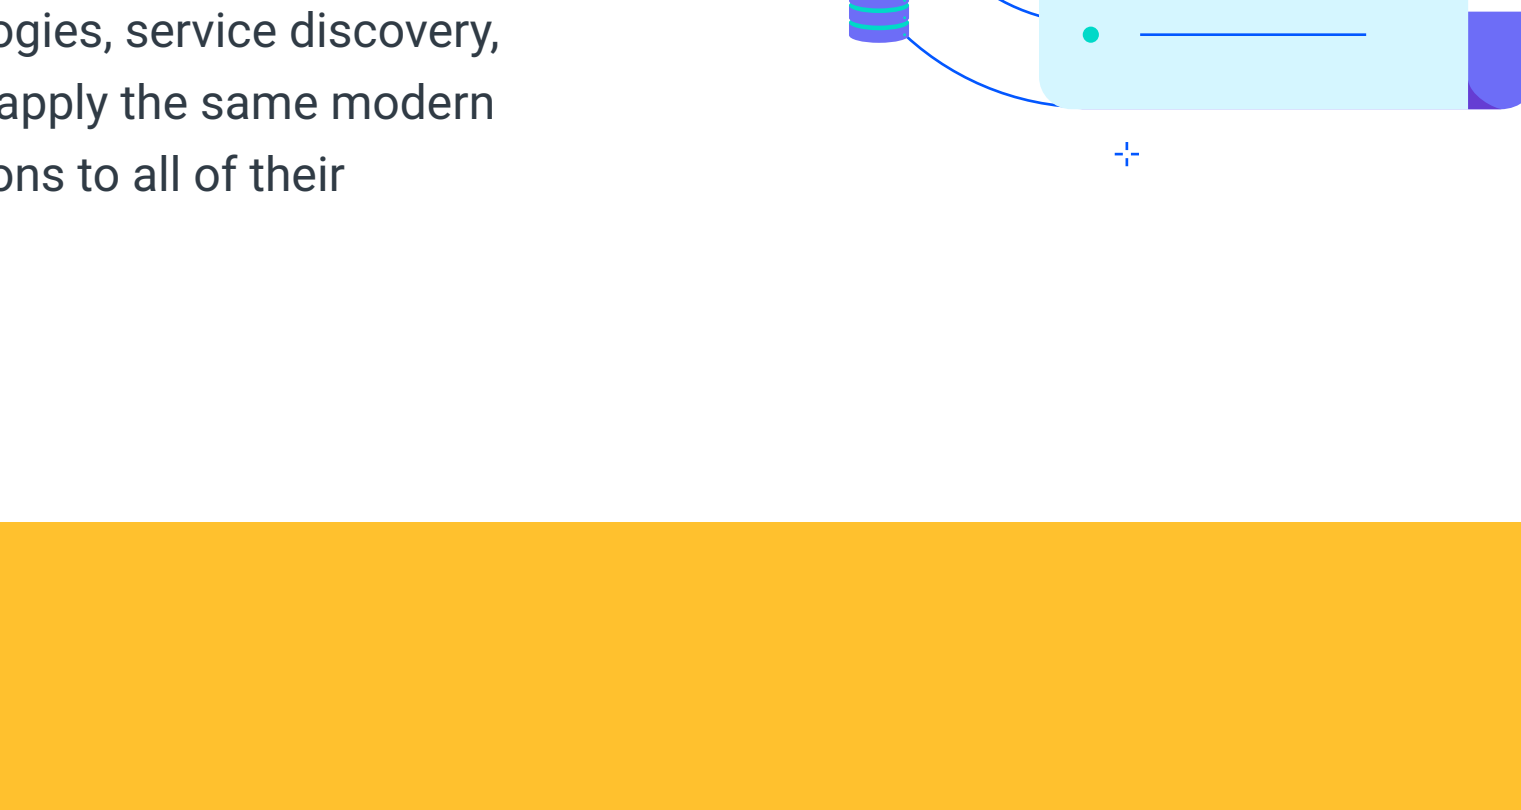 ogies, service discovery,
apply the same modern
ons to all of their